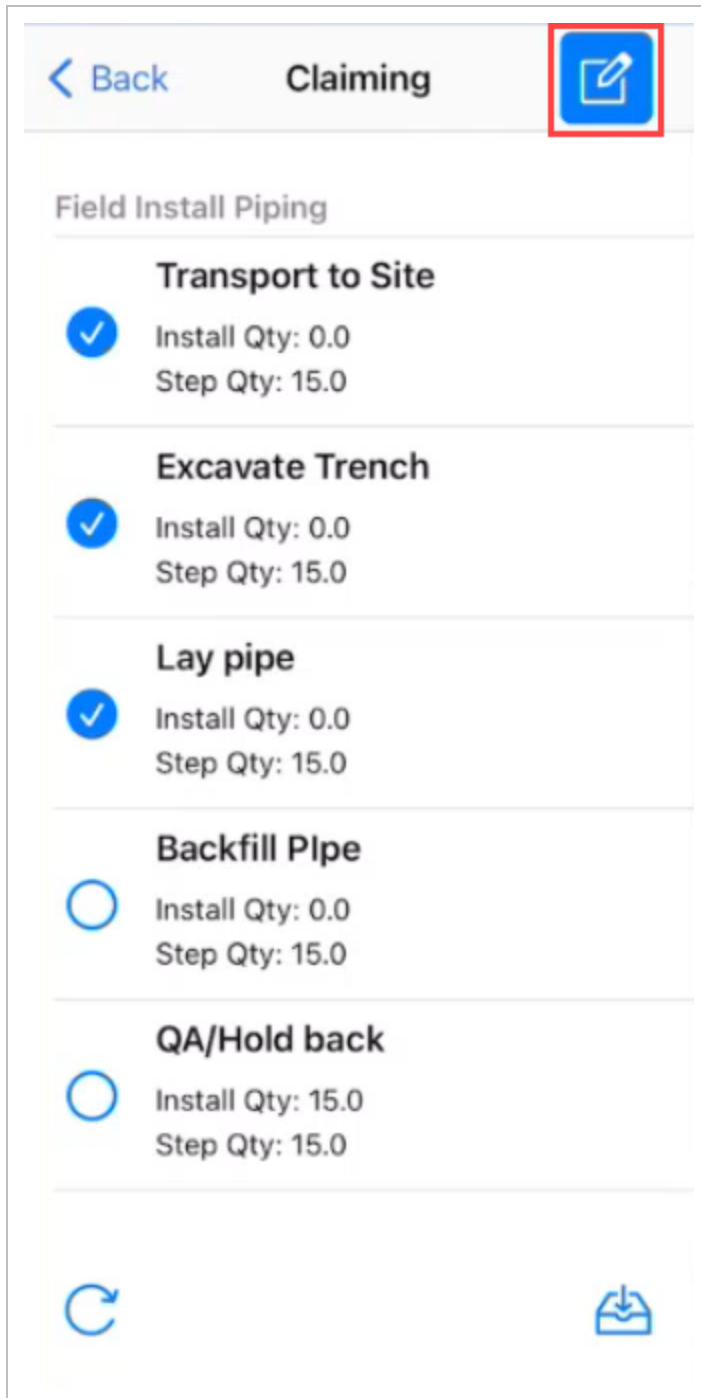 Back
Claiming
Field Install Piping
Transport to Site
Install Qty: 0.0
Step Qty: 15.0
Excavate Trench
Install Qty: 0.0
Step Qty: 15.0
Lay pipe
Install Qty: 0.0
Step Qty: 15.0
Backfill PIpe
Install Qty: 0.0
Step Qty: 15.0
QA/Hold back
Install Qty: 15.0
Step Qty: 15.0